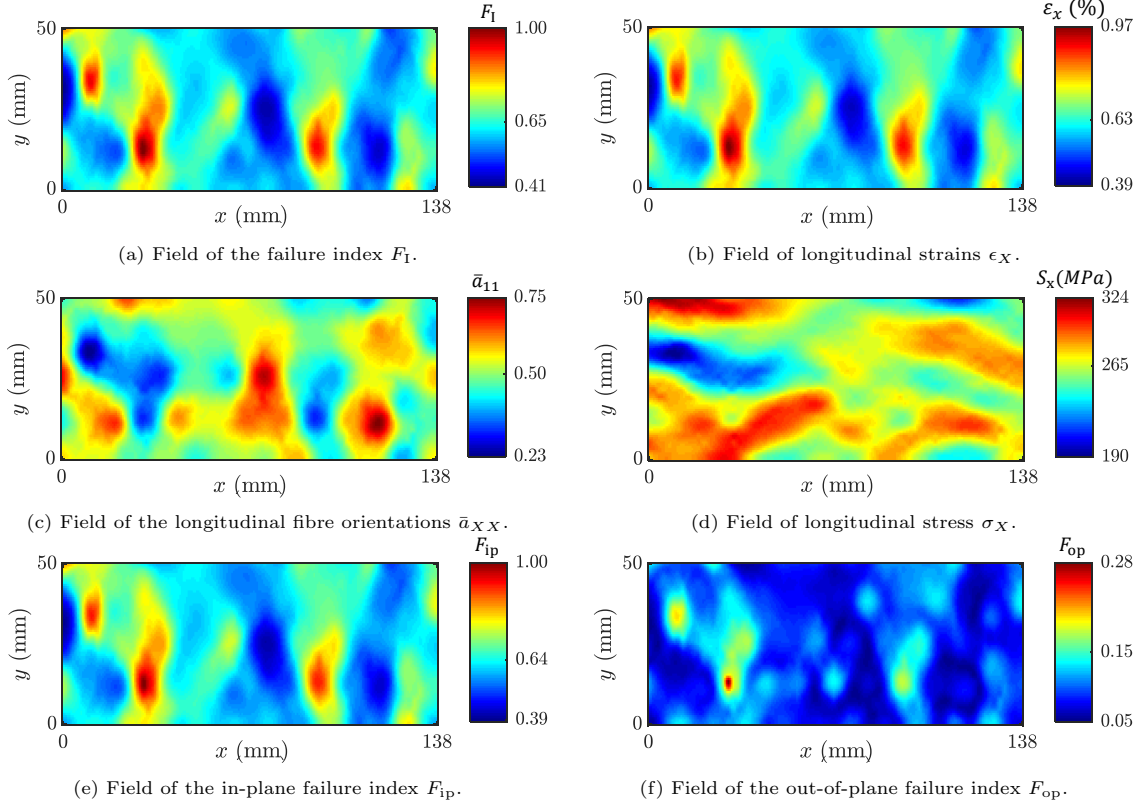 F_I
1.00
0.65
0.41
50
0
y (mm)
0
138
x (mm)
(a) Field of the failure index F_I.
ε_x (%)
0.97
0.63
0.39
50
0
y (mm)
0
138
x (mm)
(b) Field of longitudinal strains ϵ_X.
ā_11
0.75
0.50
0.23
50
0
y (mm)
0
138
x (mm)
(c) Field of the longitudinal fibre orientations ā_XX.
S_x(MPa)
324
265
190
50
0
y (mm)
0
138
x (mm)
(d) Field of longitudinal stress σ_X.
F_ip
1.00
0.64
0.39
50
0
y (mm)
0
138
x (mm)
(e) Field of the in-plane failure index F_ip.
F_op
0.28
0.15
0.05
50
0
y (mm)
0
138
x (mm)
(f) Field of the out-of-plane failure index F_op.